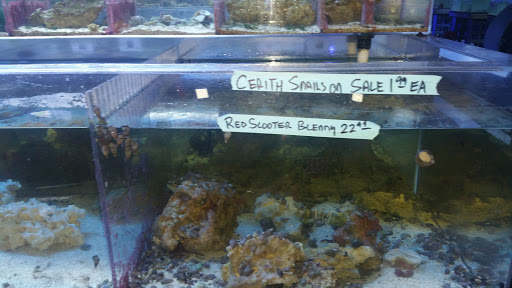 CERITH SNAILS ON SALE 1.99 EA
RED SCOOTER BLENNY 22.99